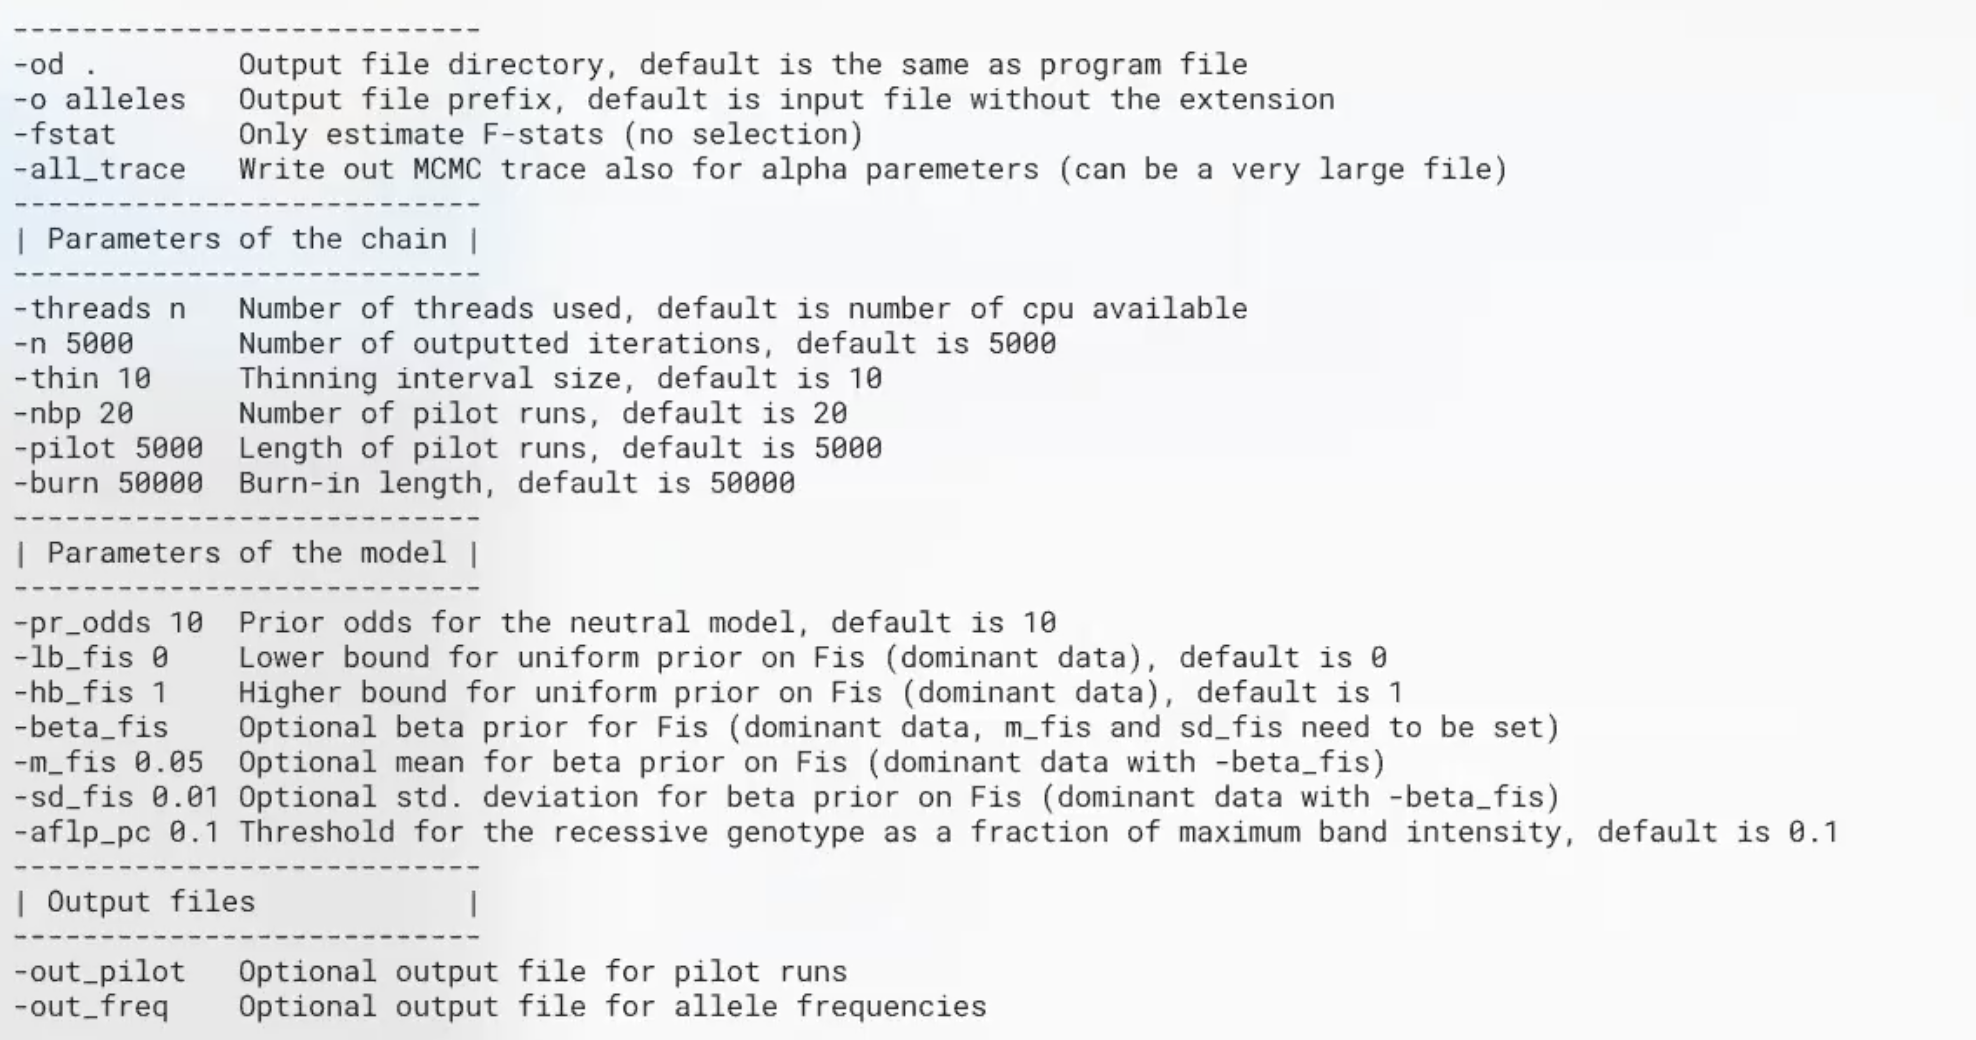 ---------------------------
-od .        Output file directory, default is the same as program file
-o alleles   Output file prefix, default is input file without the extension
-fstat       Only estimate F-stats (no selection)
-all_trace   Write out MCMC trace also for alpha paremeters (can be a very large file)
---------------------------
| Parameters of the chain |
---------------------------
-threads n   Number of threads used, default is number of cpu available
-n 5000      Number of outputted iterations, default is 5000
-thin 10     Thinning interval size, default is 10
-nbp 20      Number of pilot runs, default is 20
-pilot 5000  Length of pilot runs, default is 5000
-burn 50000  Burn-in length, default is 50000
---------------------------
| Parameters of the model |
---------------------------
-pr_odds 10  Prior odds for the neutral model, default is 10
-lb_fis 0    Lower bound for uniform prior on Fis (dominant data), default is 0
-hb_fis 1    Higher bound for uniform prior on Fis (dominant data), default is 1
-beta_fis    Optional beta prior for Fis (dominant data, m_fis and sd_fis need to be set)
-m_fis 0.05  Optional mean for beta prior on Fis (dominant data with -beta_fis)
-sd_fis 0.01 Optional std. deviation for beta prior on Fis (dominant data with -beta_fis)
-aflp_pc 0.1 Threshold for the recessive genotype as a fraction of maximum band intensity, default is 0.1
---------------------------
| Output files            |
---------------------------
-out_pilot   Optional output file for pilot runs
-out_freq    Optional output file for allele frequencies